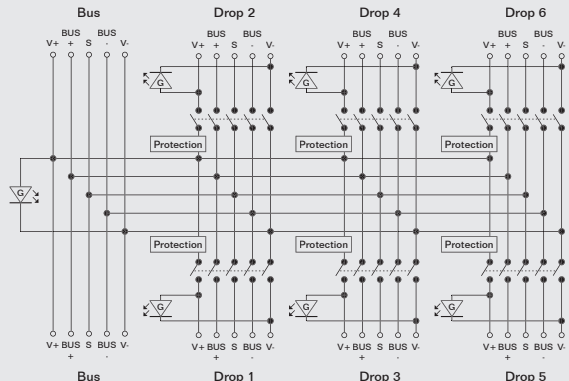 Bus Drop 2 Drop 4 Drop 6
BUS BUS BUS BUS BUS BUS BUS BUS
V+ + S - V- V+ + S - V- V+ + S - V- V+ + S - V-
G G G
Protection Protection Protection
G
Protection Protection Protection
G G G
V+ BUS S BUS V- V+ BUS S BUS V- V+ BUS S BUS V- V+ BUS S BUS V-
+ - + - + - + -
Bus Drop 1 Drop 3 Drop 5